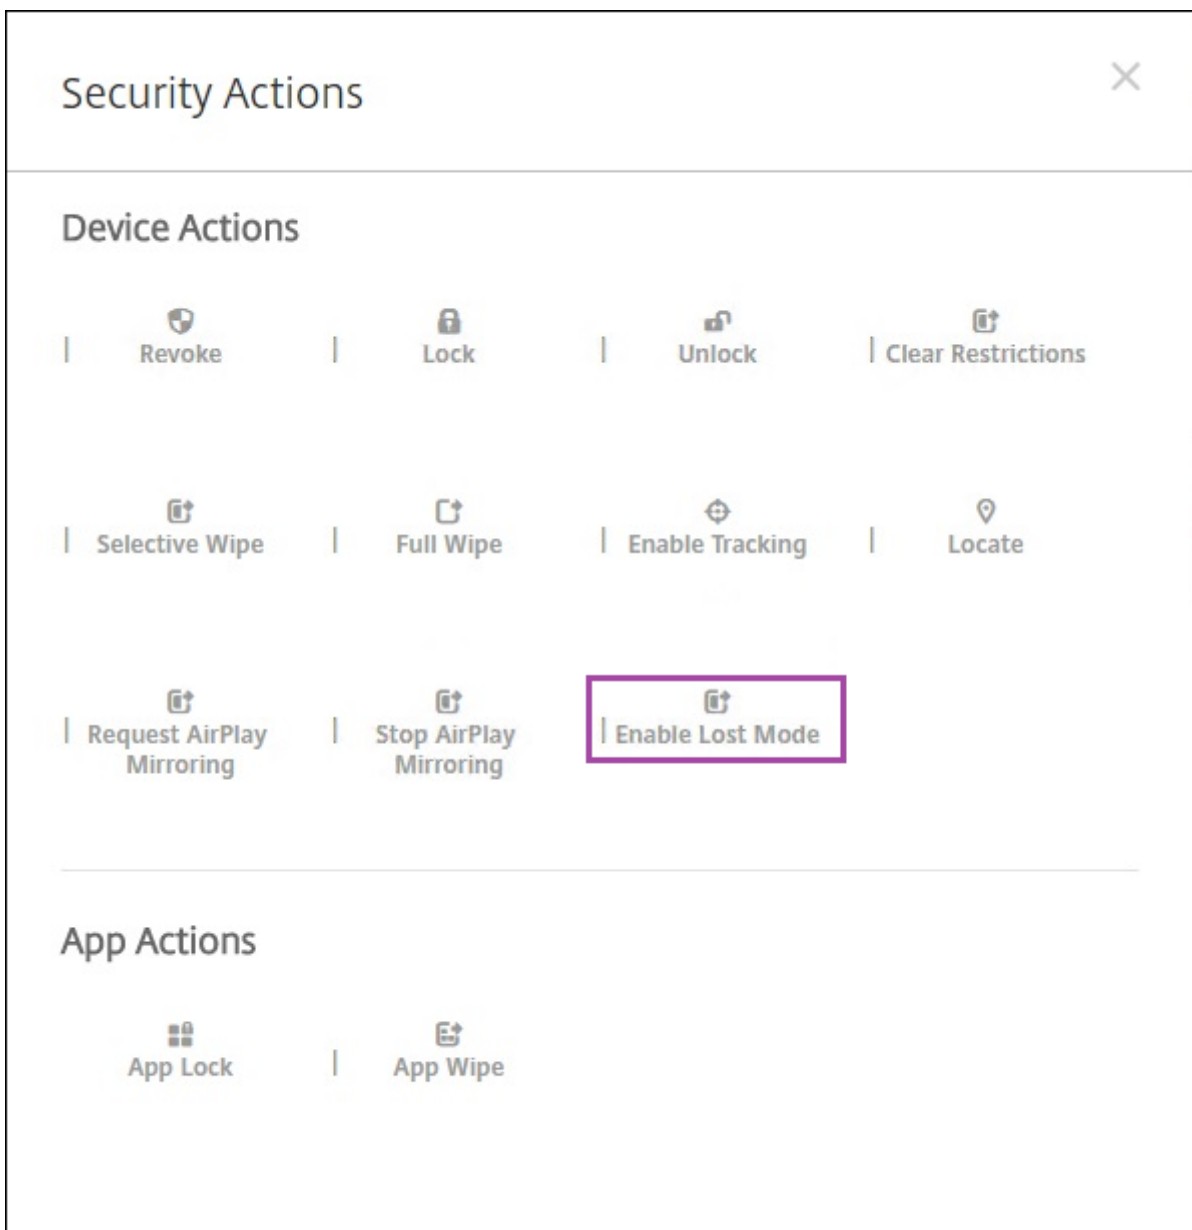 Security Actions
Device Actions
Revoke
Lock
Unlock
Clear Restrictions
Selective Wipe
Full Wipe
Enable Tracking
Locate
Request AirPlay
Mirroring
Stop AirPlay
Mirroring
Enable Lost Mode
App Actions
App Lock
App Wipe